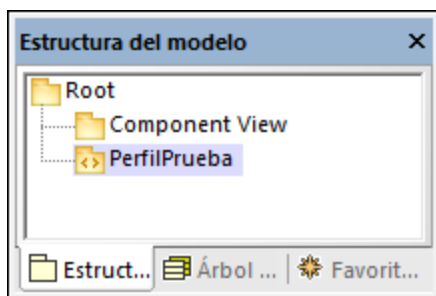 Estructura del modelo
Root
Component View
PerfilPrueba
Estruct... Árbol ... Favorit...